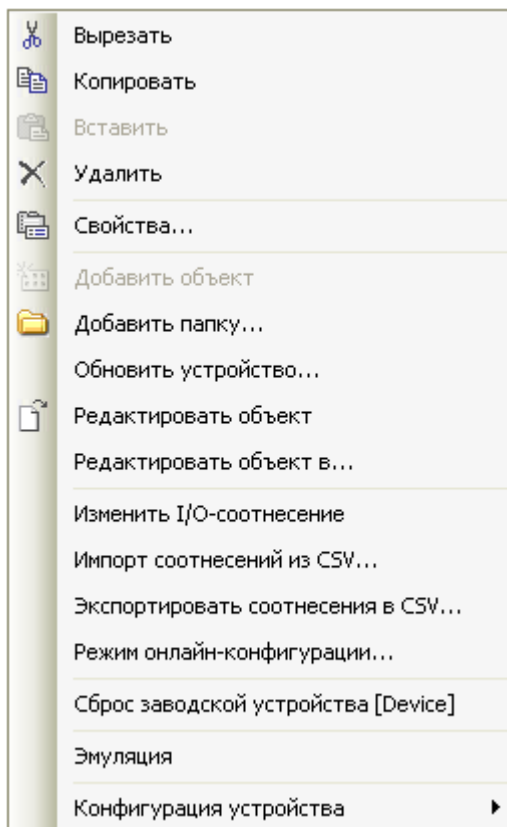 Вырезать
Копировать
Вставить
Удалить
Свойства...
Добавить объект
Добавить папку...
Обновить устройство...
Редактировать объект
Редактировать объект в...
Изменить I/O-соотнесение
Импорт соотнесений из CSV...
Экспортировать соотнесения в CSV...
Режим онлайн-конфигурации...
Сброс заводской устройства [Device]
Эмуляция
Конфигурация устройства